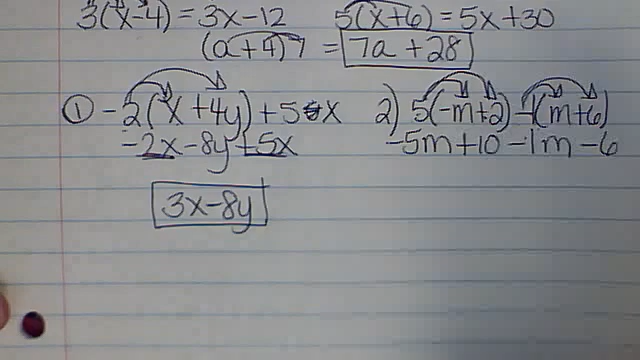 3(x-4) = 3x-12 5(x+6) = 5x+30
(a+4)7 = 7a+28
① -2(x+4y)+5x 2) 5(-m+2)-1(m+6)
-2x-8y+5x -5m+10-1m-6
3x-8y